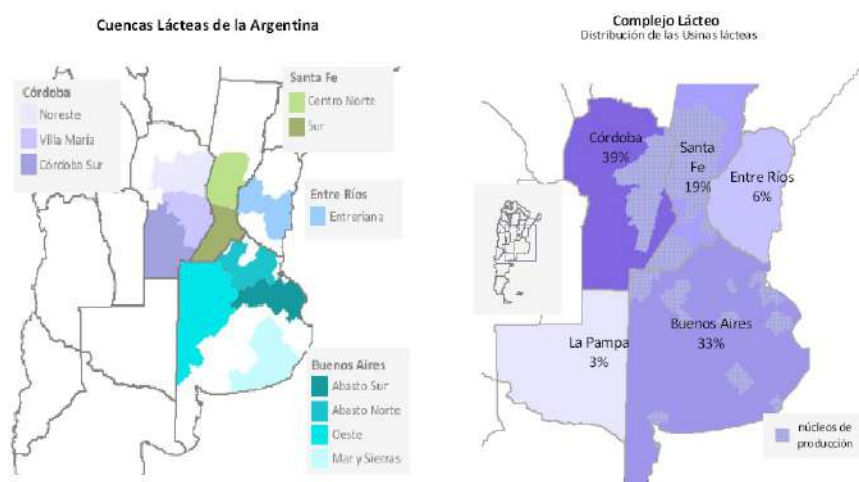 Cuencas Lácteas de la Argentina
Córdoba
Noreste
Villa María
Córdoba Sur
Santa Fe
Centro Norte
Sur
Entre Ríos
Entreriana
Buenos Aires
Abasto Sur
Abasto Norte
Oeste
Mar y Sierras
Complejo Lácteo
Distribución de las Usinas lácteas
Córdoba
39%
Santa
Fe
19%
Entre Ríos
6%
Buenos Aires
33%
La Pampa
3%
núcleos de
producción